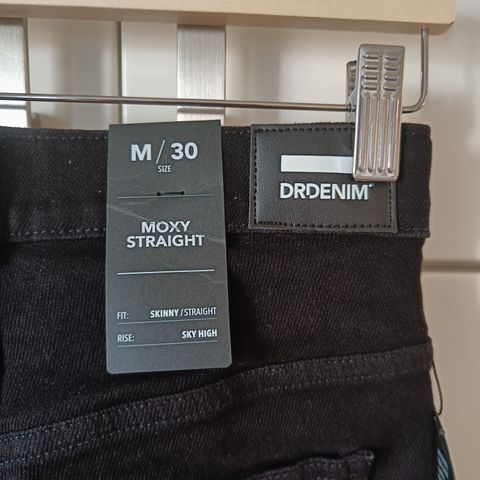 M/30
SIZE
MOXY
STRAIGHT
FIT: SKINNY/STRAIGHT
RISE: SKY HIGH
DRDENIM